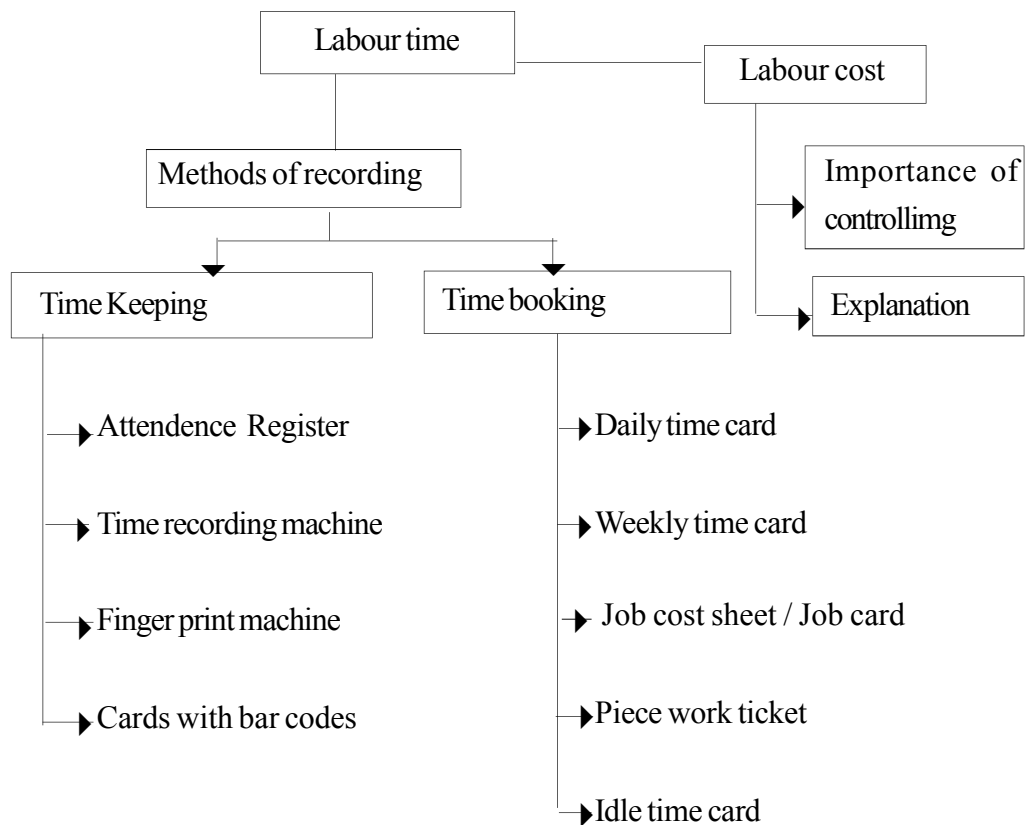 Labour time
Labour cost
Methods of recording
Importance of
controllimg
Time Keeping
Time booking
Explanation
Attendence Register
Time recording machine
Finger print machine
Cards with bar codes
Daily time card
Weekly time card
Job cost sheet / Job card
Piece work ticket
Idle time card